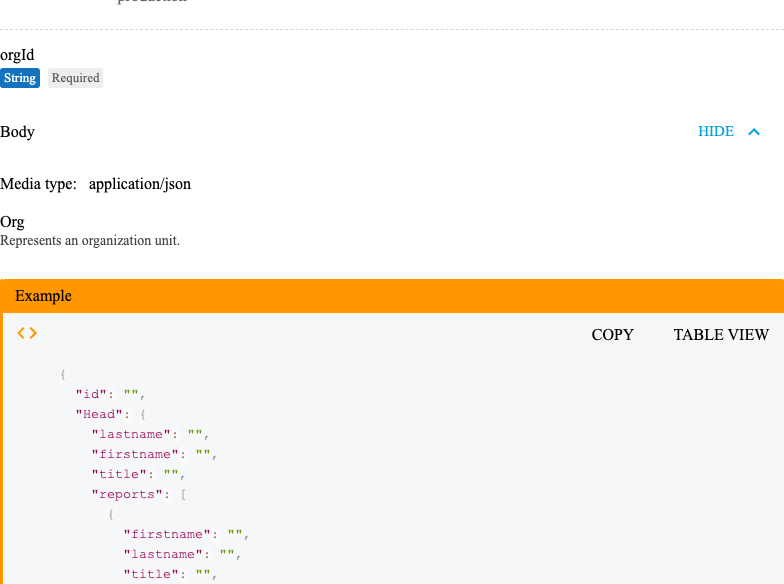 production
orgId
String Required
Body HIDE
Media type: application/json
Org
Represents an organization unit.
Example
<> COPY TABLE VIEW
{
"id": "",
"Head": {
"lastname": "",
"firstname": "",
"title": "",
"reports": [
{
"firstname": "",
"lastname": "",
"title": "",